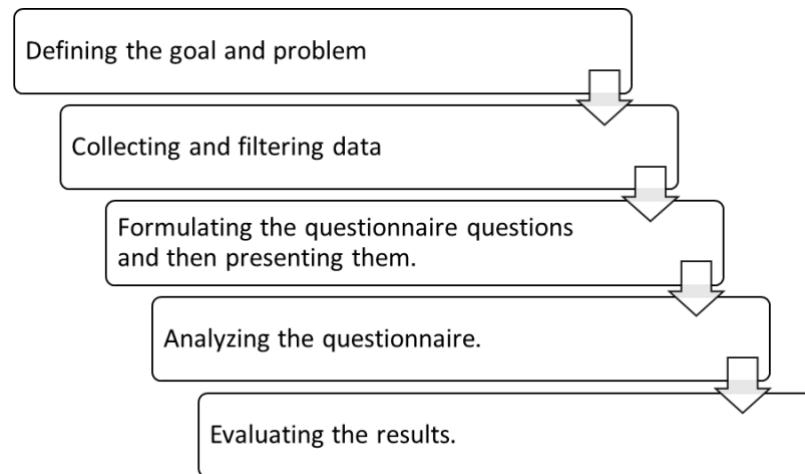 Defining the goal and problem
Collecting and filtering data
Formulating the questionnaire questions
and then presenting them.
Analyzing the questionnaire.
Evaluating the results.